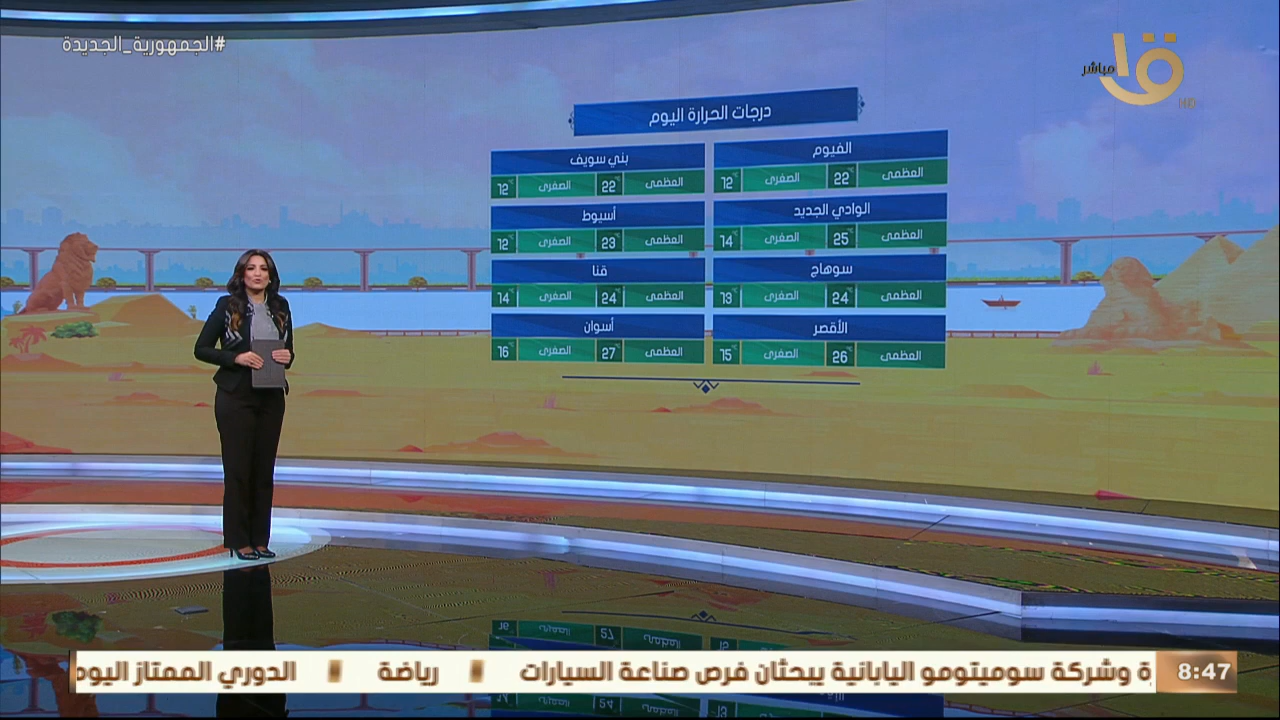 #الجمهورية_الجديدة
مباشر
HD
درجات الحرارة اليوم
الفيوم
العظمى 22 الصغرى 12
بني سويف
العظمى 22 الصغرى 12
الوادي الجديد
العظمى 25 الصغرى 14
أسيوط
العظمى 23 الصغرى 12
سوهاج
العظمى 24 الصغرى 13
قنا
العظمى 24 الصغرى 14
الأقصر
العظمى 26 الصغرى 15
أسوان
العظمى 27 الصغرى 16
وشركة سوميتومو اليابانية يبحثان فرص صناعة السيارات رياضة الدوري الممتاز اليوم
8:47